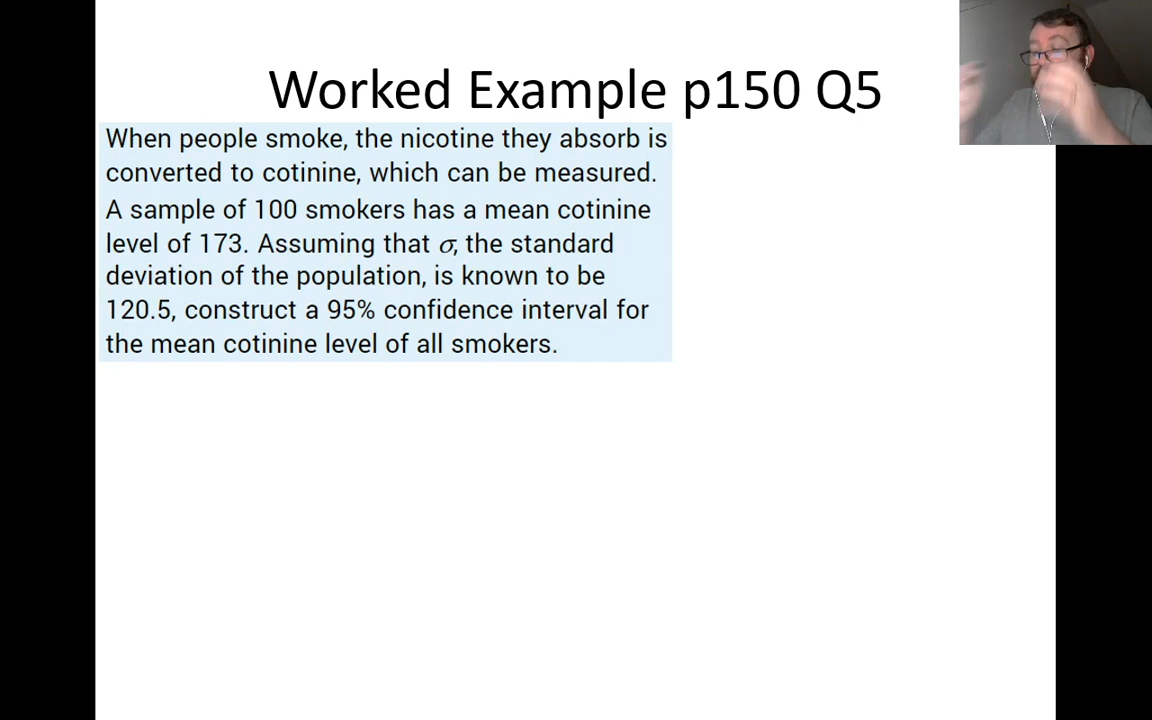 Worked Example p150 Q5
When people smoke, the nicotine they absorb is
converted to cotinine, which can be measured.
A sample of 100 smokers has a mean cotinine
level of 173. Assuming that σ, the standard
deviation of the population, is known to be
120.5, construct a 95% confidence interval for
the mean cotinine level of all smokers.